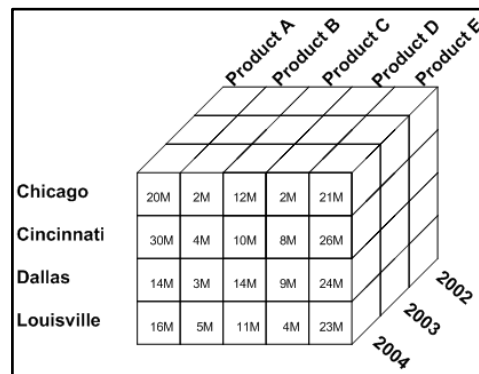 Product A Product B Product C Product D Product E
Chicago 20M 2M 12M 2M 21M
Cincinnati 30M 4M 10M 8M 26M
Dallas 14M 3M 14M 9M 24M
Louisville 16M 5M 11M 4M 23M
2002
2003
2004